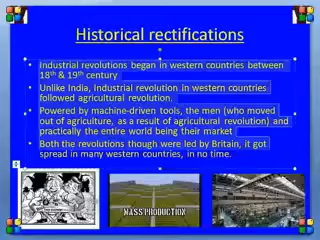 Historical rectifications
• Industrial revolutions began in western countries between
18th & 19th century
• Unlike India, Industrial revolution in western countries
followed agricultural revolution.
• Powered by machine-driven tools, the men (who moved
out of agriculture, as a result of agricultural revolution) and
practically the entire world being their market
• Both the revolutions though were led by Britain, it got
spread in many western countries, in no time.
MASS PRODUCTION